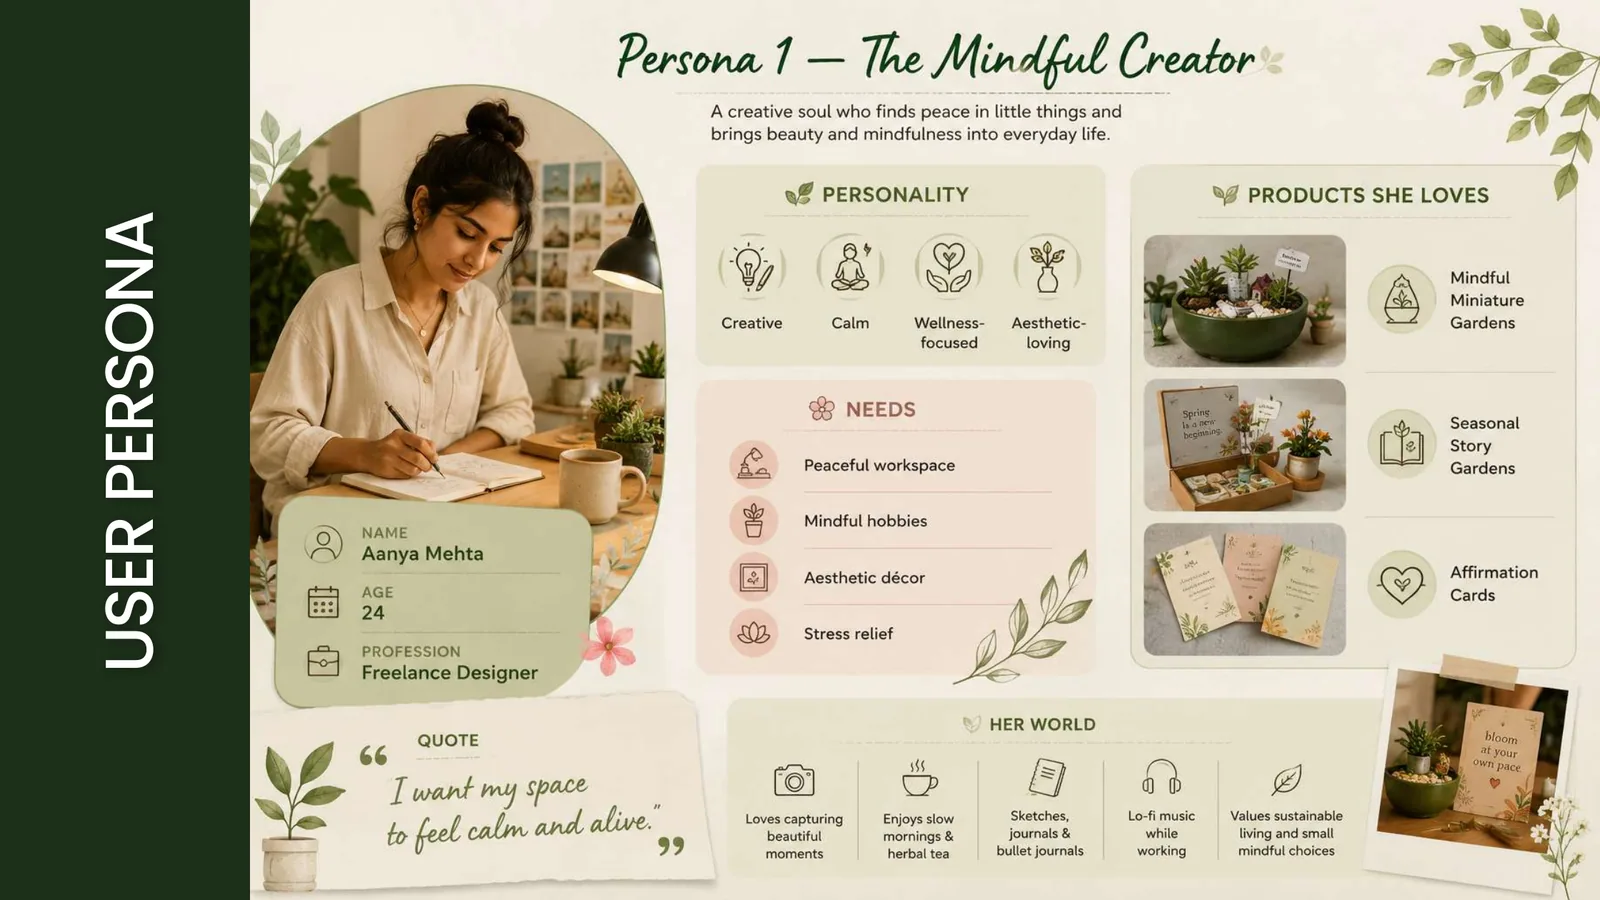 USER PERSONA
Persona 1 — The Mindful Creator
A creative soul who finds peace in little things and
brings beauty and mindfulness into everyday life.
NAME
Aanya Mehta
AGE
24
PROFESSION
Freelance Designer
QUOTE
“
I want my space
to feel calm and alive.”
”
PERSONALITY
Creative
Calm
Wellness-
focused
Aesthetic-
loving
NEEDS
Peaceful workspace
Mindful hobbies
Aesthetic décor
Stress relief
PRODUCTS SHE LOVES
Mindful
Miniature
Gardens
Spring
is a new
beginning.
Seasonal
Story
Gardens
Affirmation
Cards
HER WORLD
Loves capturing
beautiful
moments
Enjoys slow
mornings &
herbal tea
Sketches,
journals &
bullet journals
Lo-fi music
while
working
Values sustainable
living and small
mindful choices
bloom
at your
own pace